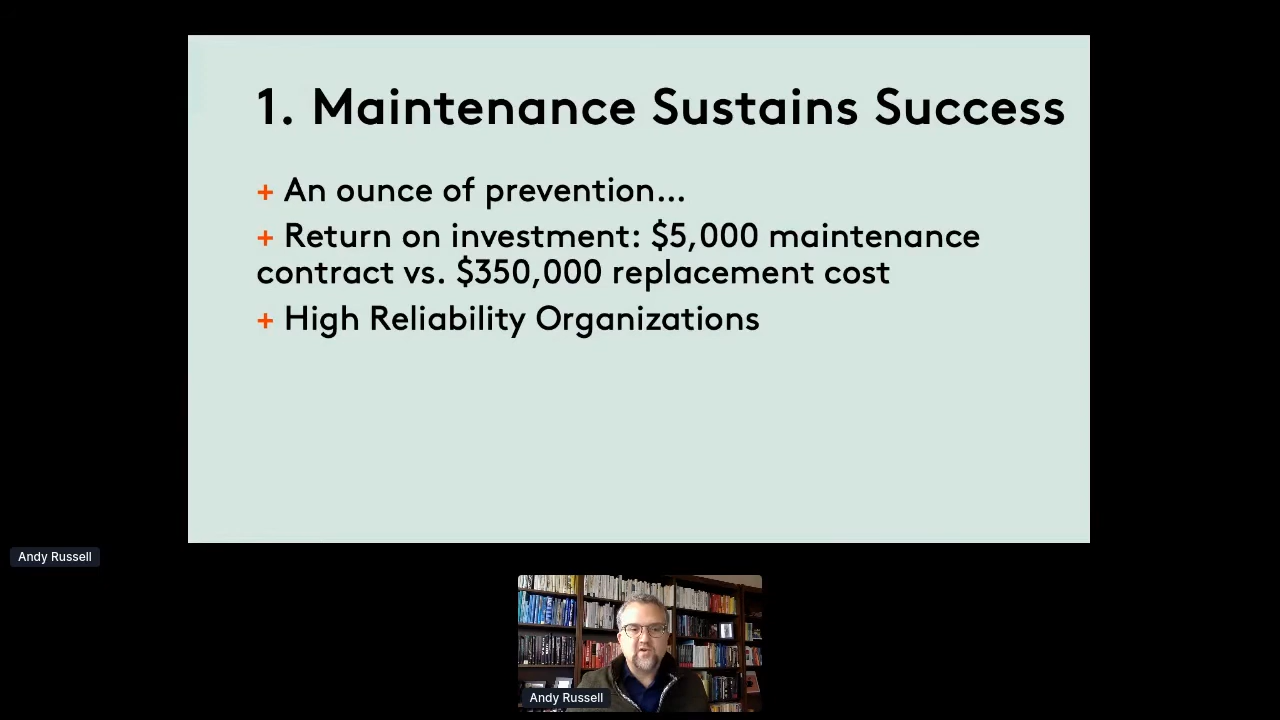 1. Maintenance Sustains Success
+ An ounce of prevention...
+ Return on investment: $5,000 maintenance
contract vs. $350,000 replacement cost
+ High Reliability Organizations
Andy Russell
Andy Russell